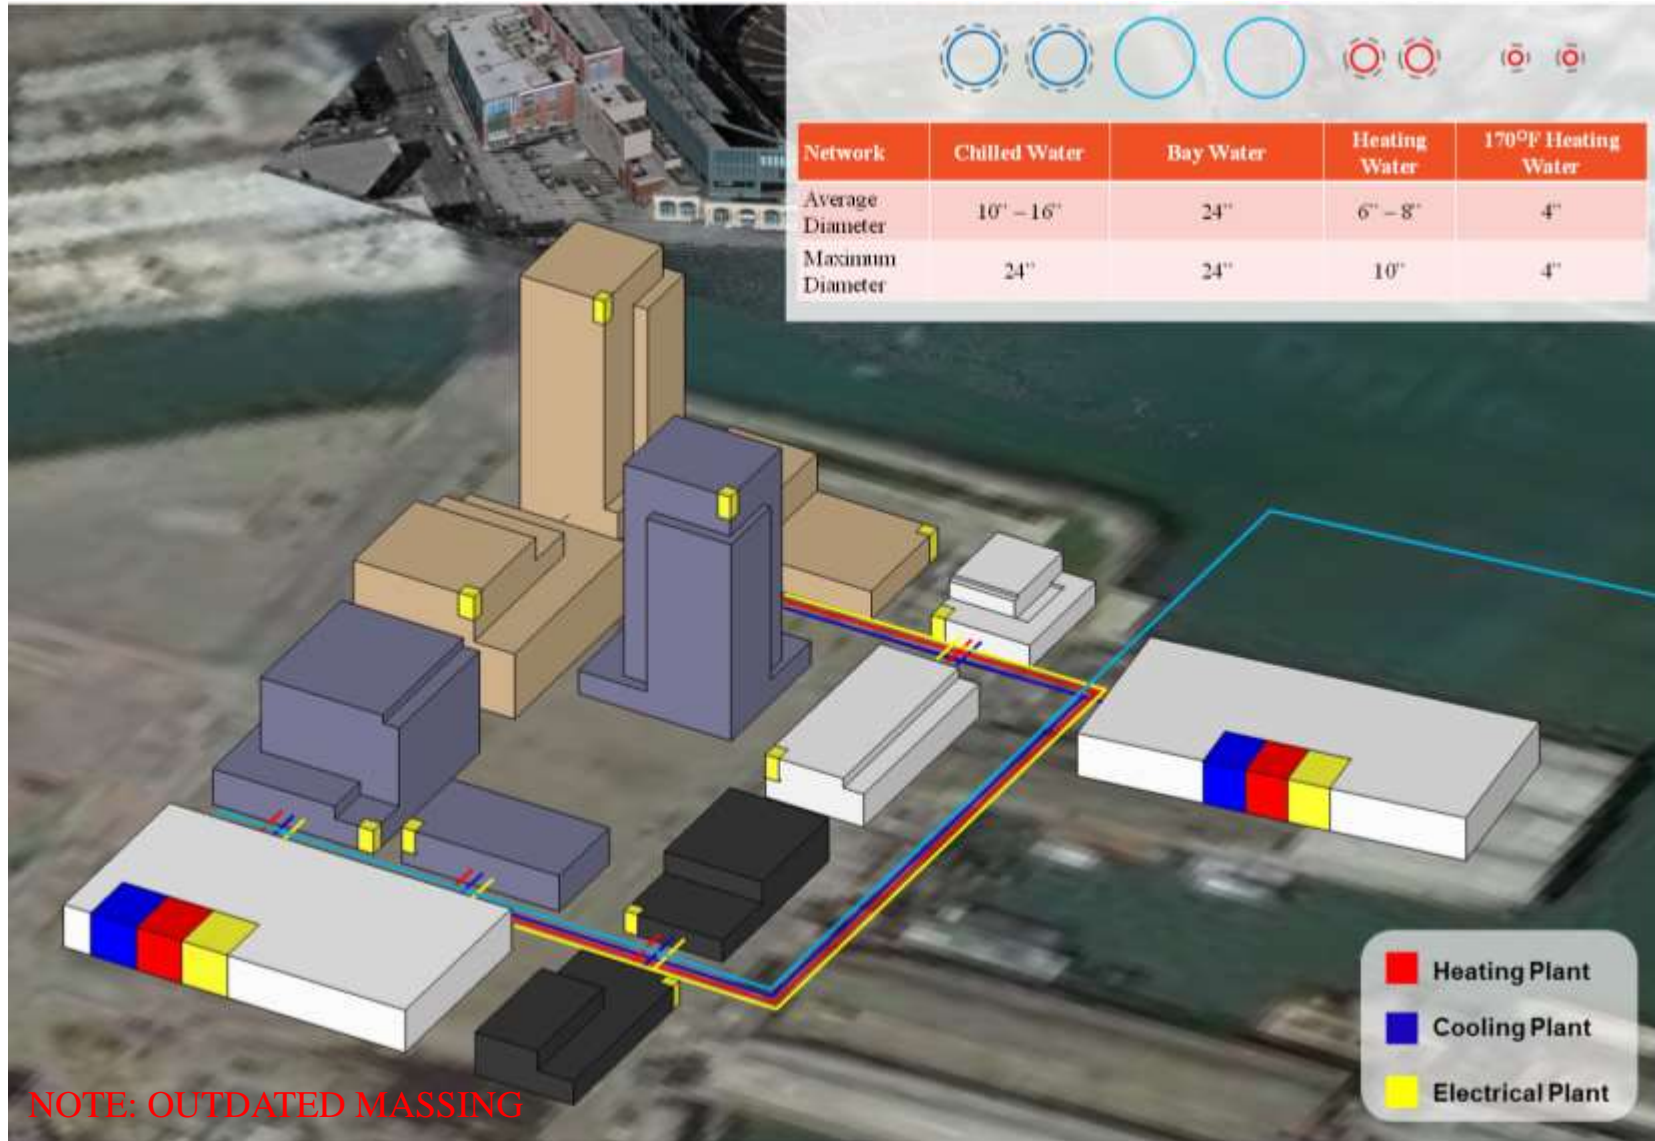 Network Chilled Water Bay Water Heating Water 170°F Heating Water
Average Diameter 10" – 16" 24" 6" – 8" 4"
Maximum Diameter 24" 24" 10" 4"
Heating Plant
Cooling Plant
Electrical Plant
NOTE: OUTDATED MASSING